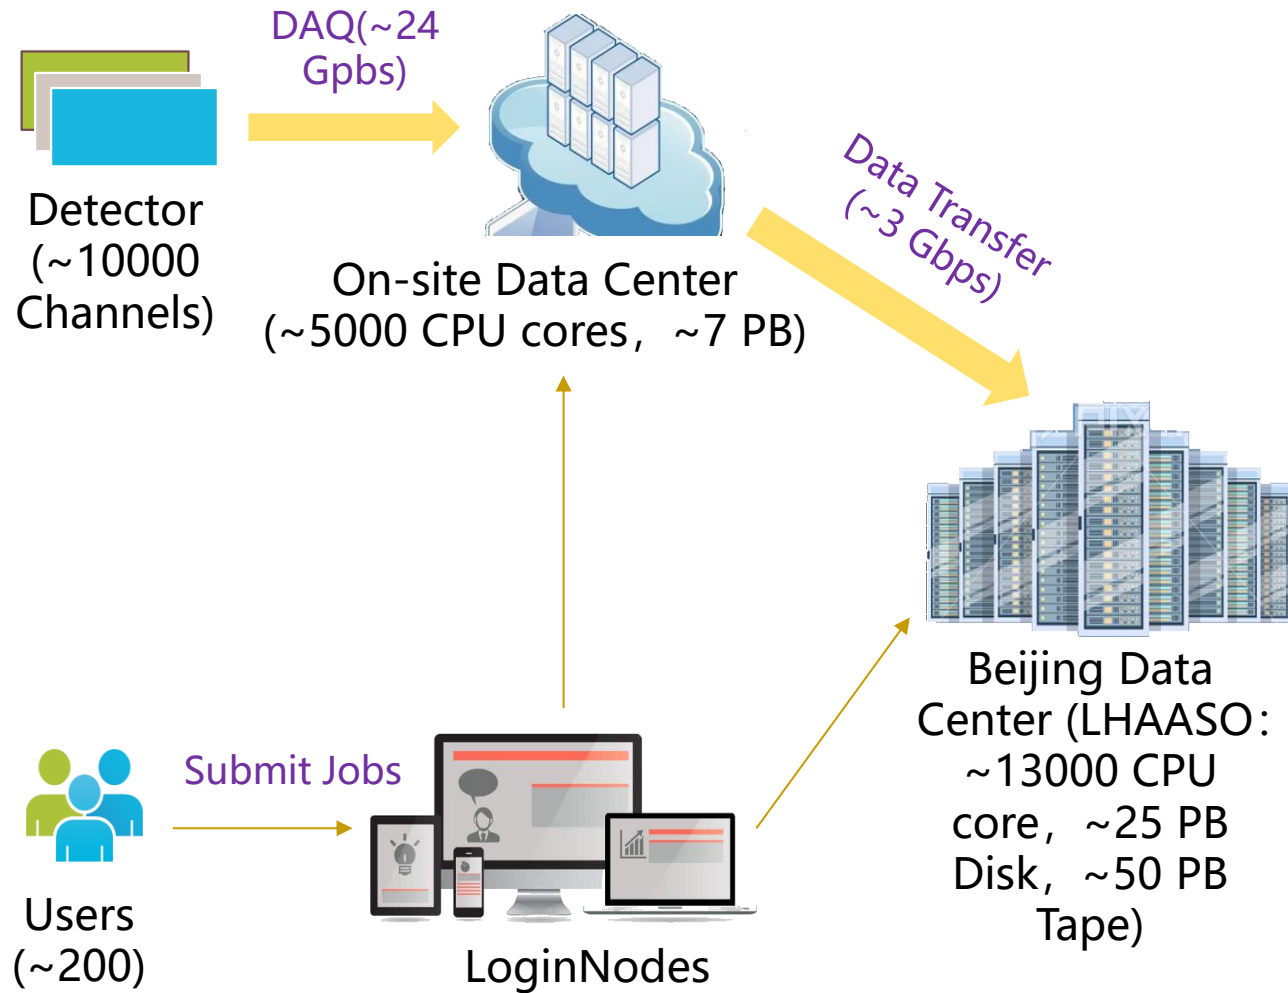 DAQ(~24
Gpbs)
Detector
(~10000
Channels)
Data Transfer
(~3 Gbps)
On-site Data Center
(~5000 CPU cores，~7 PB)
Beijing Data
Center (LHAASO：
~13000 CPU
core，~25 PB
Disk，~50 PB
Tape)
Submit Jobs
Users
(~200)
LoginNodes